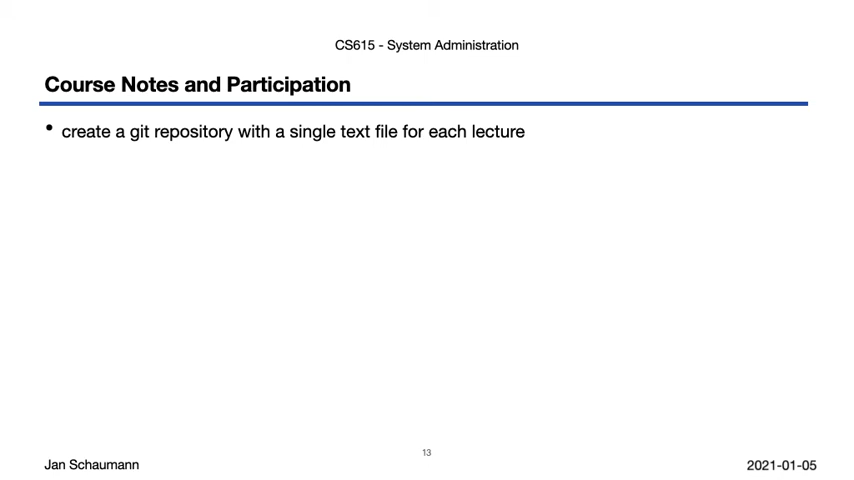 CS615 - System Administration
Course Notes and Participation
• create a git repository with a single text file for each lecture
13
Jan Schaumann
2021-01-05